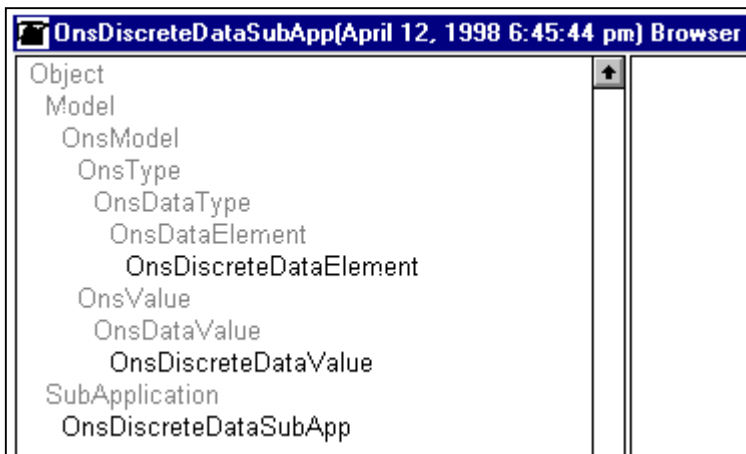 OnsDiscreteDataSubApp(April 12, 1998 6:45:44 pm) Browser
Object
Model
OnsModel
OnsType
OnsDataType
OnsDataElement
OnsDiscreteDataElement
OnsValue
OnsDataValue
OnsDiscreteDataValue
SubApplication
OnsDiscreteDataSubApp